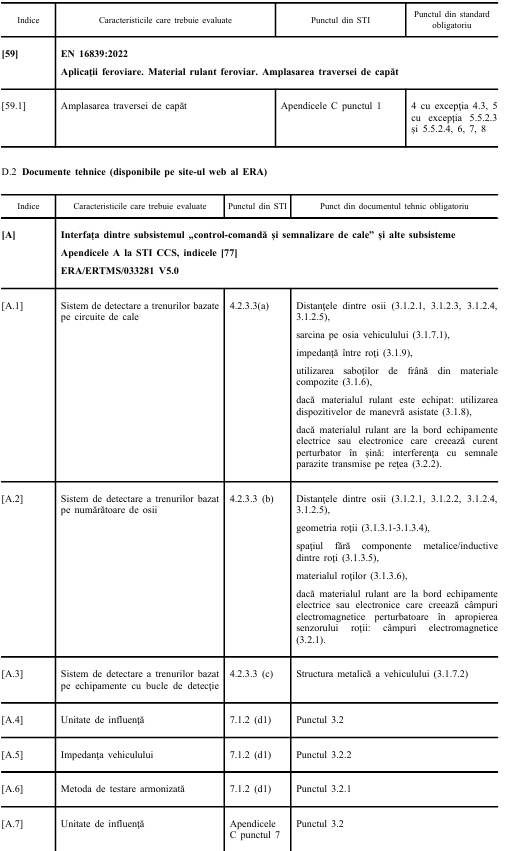 Indice Caracteristicile care trebuie evaluate Punctul din STI Punctul din standard
obligatoriu
[59] EN 16839:2022
Aplicații feroviare. Material rulant feroviar. Amplasarea traversei de capăt
[59.1] Amplasarea traversei de capăt Apendicele C punctul 1 4 cu excepția 4.3, 5
cu excepția 5.5.2.3
și 5.5.2.4, 6, 7, 8
D.2 Documente tehnice (disponibile pe site-ul web al ERA)
Indice Caracteristicile care trebuie evaluate Punctul din STI Punct din documentul tehnic obligatoriu
[A] Interfața dintre subsistemul „control-comandă și semnalizare de cale” și alte subsisteme
Apendicele A la STI CCS, indicele [77]
ERA/ERTMS/033281 V5.0
[A.1] Sistem de detectare a trenurilor bazate 4.2.3.3(a) Distanțele dintre osii (3.1.2.1, 3.1.2.3, 3.1.2.4,
pe circuite de cale 3.1.2.5),
sarcina pe osia vehiculului (3.1.7.1),
impedanță între roți (3.1.9),
utilizarea saboților de frână din materiale
compozite (3.1.6),
dacă materialul rulant este echipat: utilizarea
dispozitivelor de manevră asistate (3.1.8),
dacă materialul rulant are la bord echipamente
electrice sau electronice care creează curent
perturbator în șină: interferența cu semnale
parazite transmise pe rețea (3.2.2).
[A.2] Sistem de detectare a trenurilor bazat 4.2.3.3 (b) Distanțele dintre osii (3.1.2.1, 3.1.2.2, 3.1.2.4,
pe numărătoare de osii 3.1.2.5),
geometria roții (3.1.3.1-3.1.3.4),
spațiul fără componente metalice/inductive
dintre roți (3.1.3.5),
materialul roților (3.1.3.6),
dacă materialul rulant are la bord echipamente
electrice sau electronice care creează câmpuri
electromagnetice perturbatoare în apropierea
senzorului roții: câmpuri electromagnetice
(3.2.1).
[A.3] Sistem de detectare a trenurilor bazat 4.2.3.3 (c) Structura metalică a vehiculului (3.1.7.2)
pe echipamente cu bucle de detecție
[A.4] Unitate de influență 7.1.2 (d1) Punctul 3.2
[A.5] Impedanța vehiculului 7.1.2 (d1) Punctul 3.2.2
[A.6] Metoda de testare armonizată 7.1.2 (d1) Punctul 3.2.1
[A.7] Unitate de influență Apendicele Punctul 3.2
C punctul 7